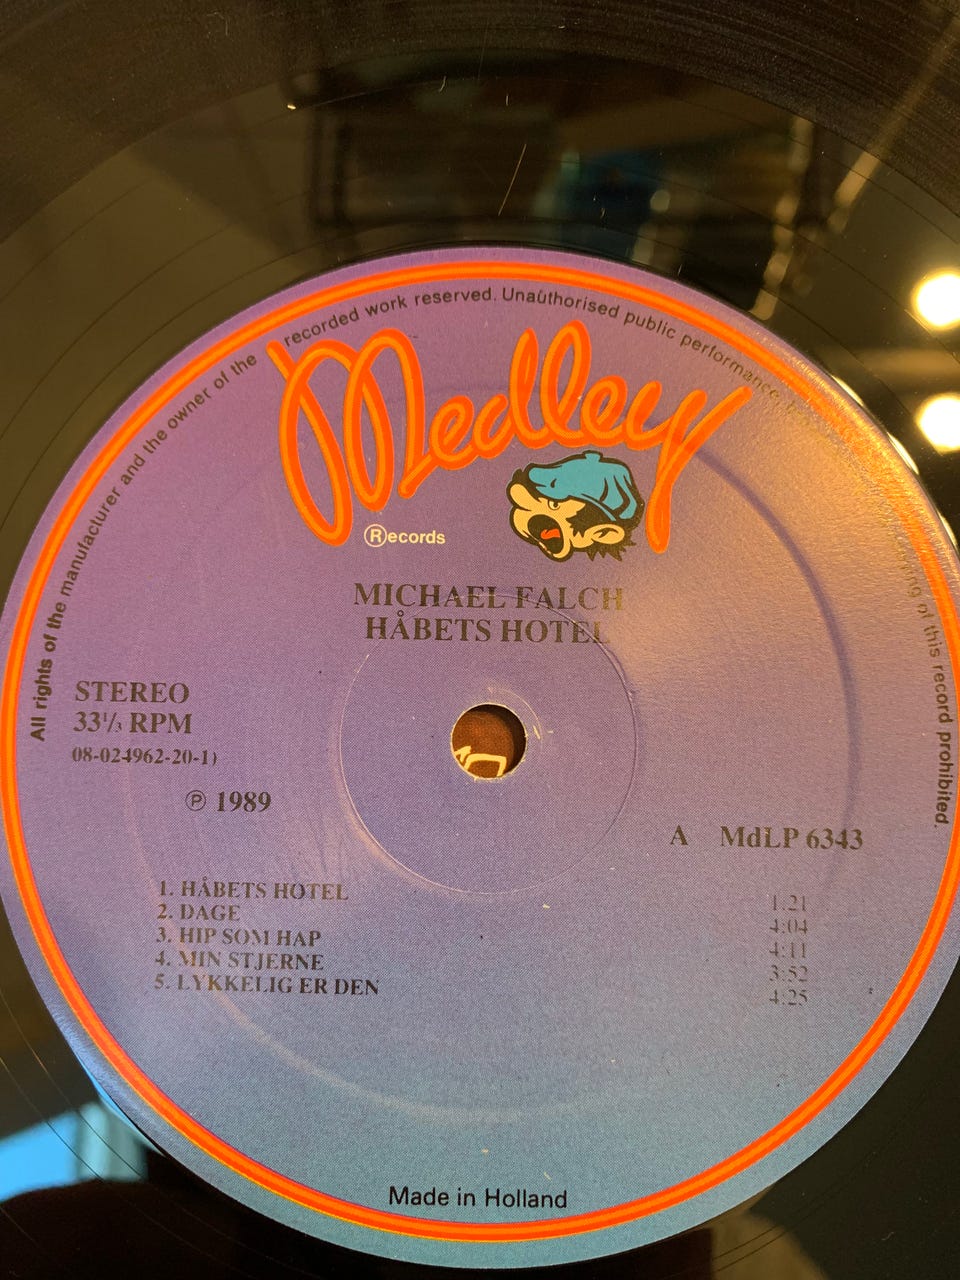 All rights of the manufacturer and the owner of the recorded work reserved. Unauthorised public performance, of this record prohibited.
Medley
Records
MICHAEL FALCH
HÅBETS HOTEL
STEREO
33⅓ RPM
08-024962-20-1)
℗ 1989
A MdLP 6343
1. HÅBETS HOTEL 1.21
2. DAGE 4:04
3. HIP SOM HAP 4:11
4. MIN STJERNE 3:52
5. LYKKELIG ER DEN 4:25
Made in Holland